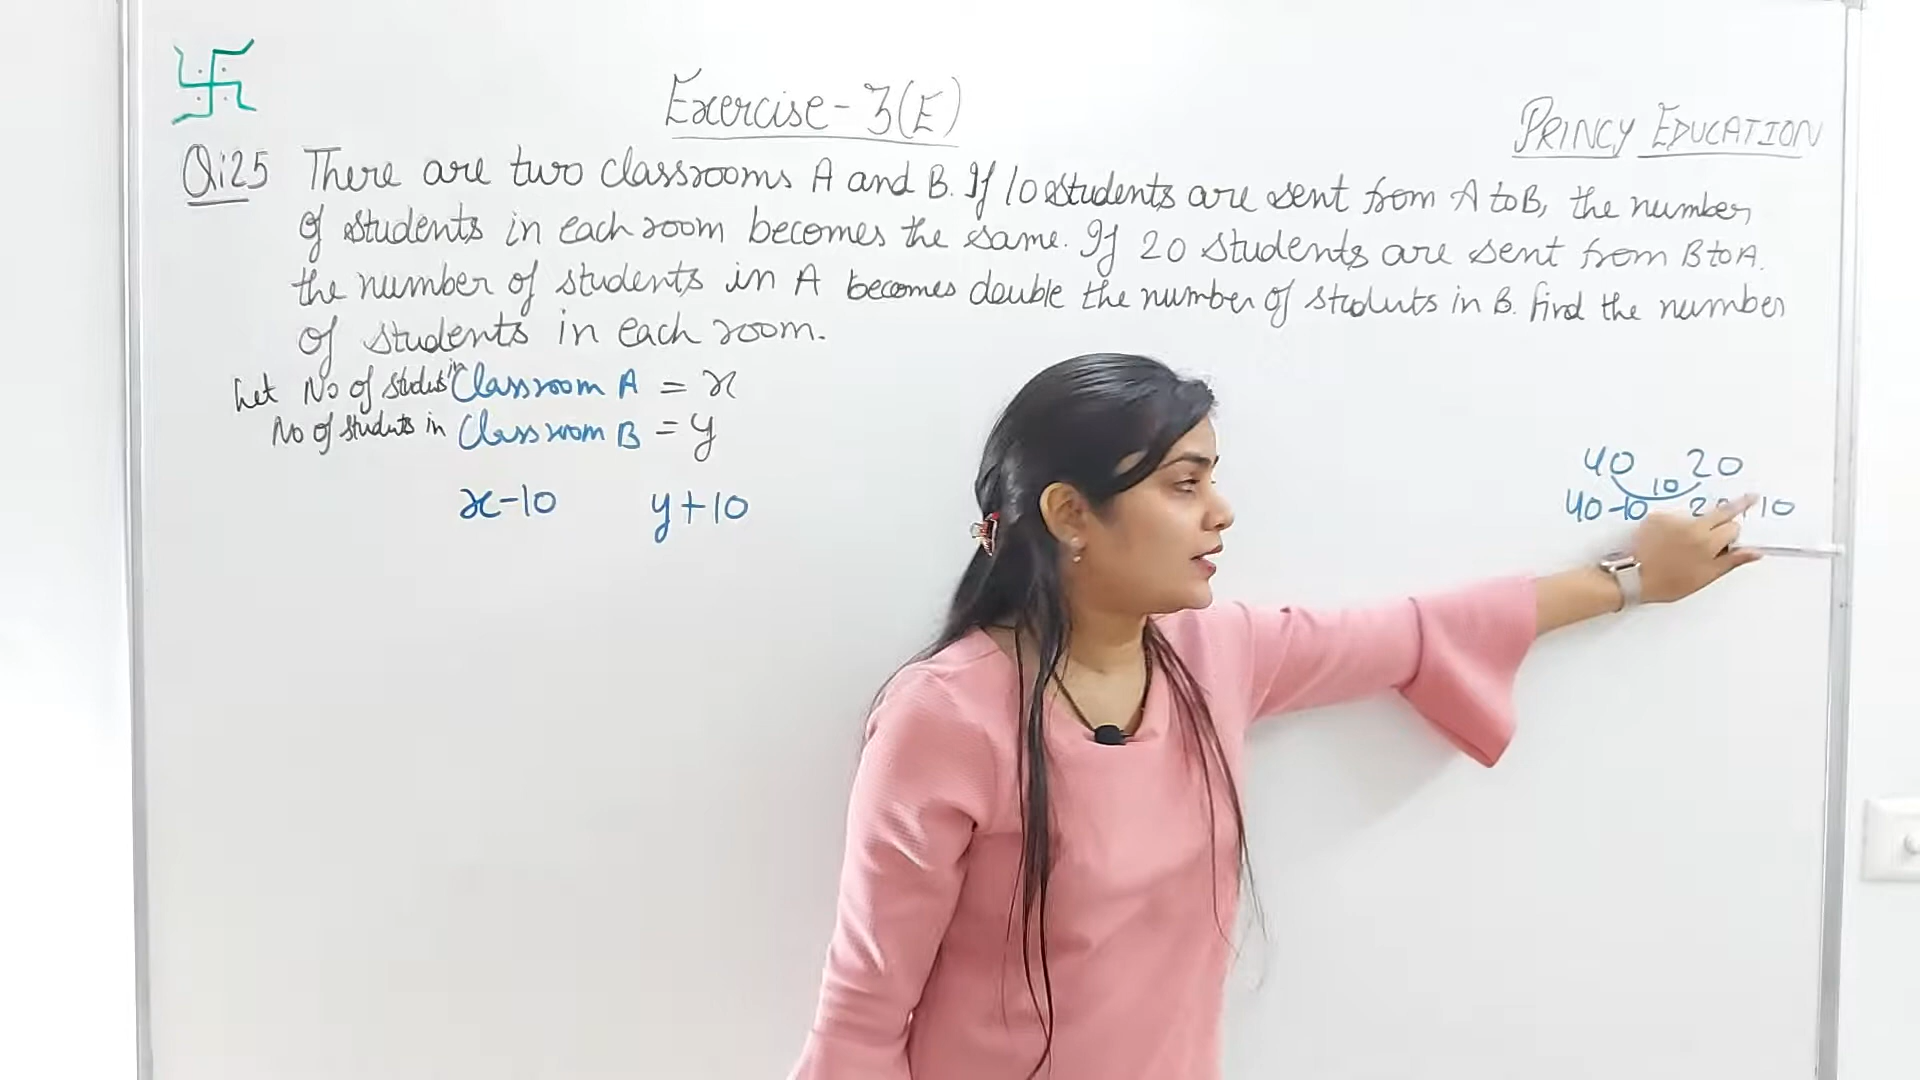 Exercise - 3(E)
PRINCY EDUCATION
Q:25 There are two classrooms A and B. If 10 students are sent from A to B, the number
of students in each room becomes the same. If 20 students are sent from B to A.
the number of students in A becomes double the number of students in B. find the number
of students in each room.
Let No of students in Classroom A = x
No of students in Classroom B = y
x-10 y+10
40 20
10
40-10 20+10